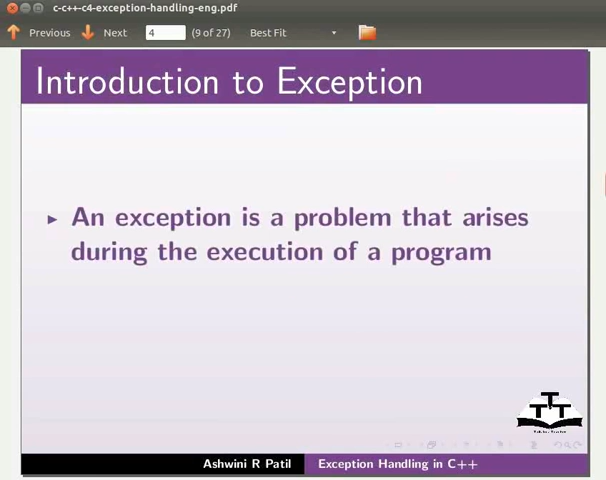 c-c++-c4-exception-handling-eng.pdf
Previous Next 4 (9 of 27) Best Fit
Introduction to Exception
An exception is a problem that arises
during the execution of a program
Ashwini R Patil Exception Handling in C++